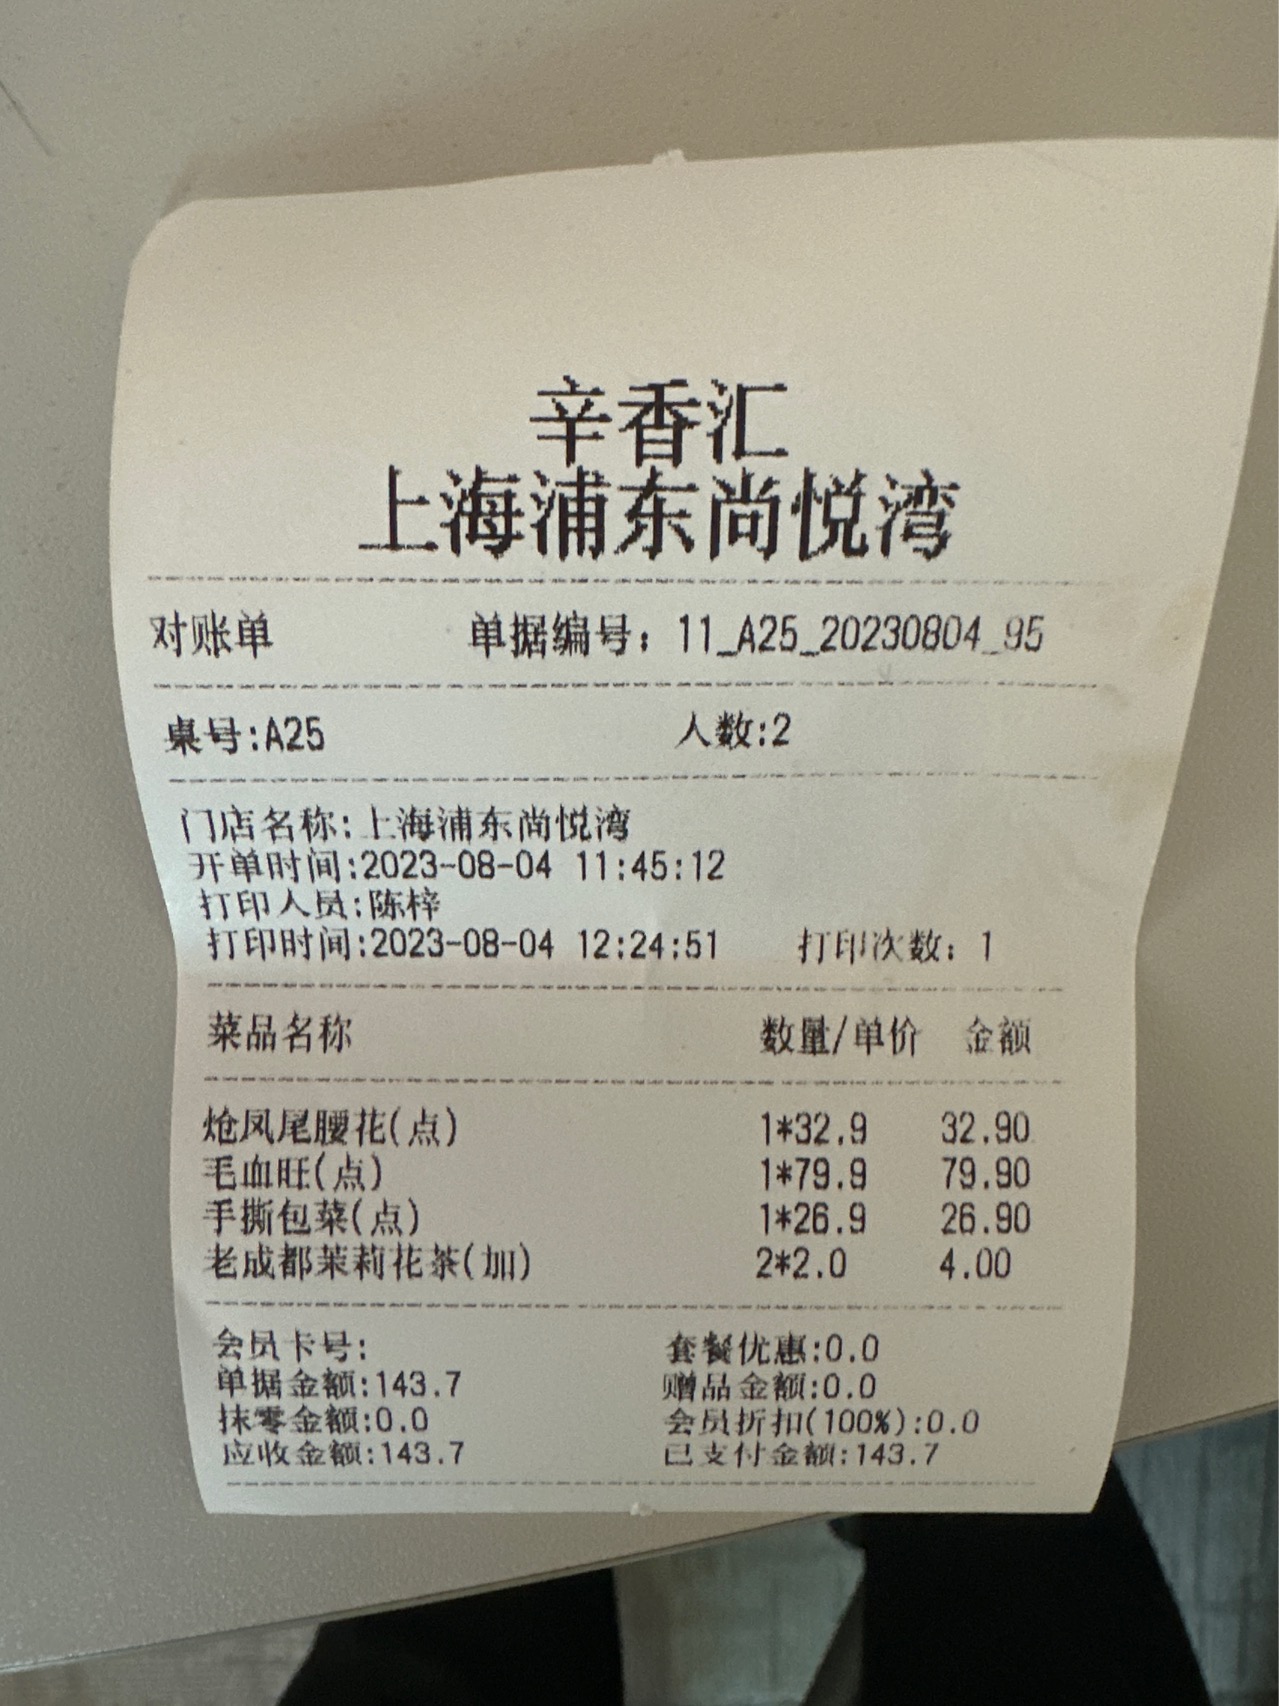 辛香汇
上海浦东尚悦湾
对账单 单据编号：11_A25_20230804_95
桌号:A25 人数:2
门店名称:上海浦东尚悦湾
开单时间:2023-08-04 11:45:12
打印人员:陈梓
打印时间:2023-08-04 12:24:51 打印次数：1
菜品名称 数量/单价 金额
炝凤尾腰花(点) 1*32.9 32.90
毛血旺(点) 1*79.9 79.90
手撕包菜(点) 1*26.9 26.90
老成都茉莉花茶(加) 2*2.0 4.00
会员卡号: 套餐优惠:0.0
单据金额:143.7 赠品金额:0.0
抹零金额:0.0 会员折扣(100%):0.0
应收金额:143.7 已支付金额:143.7